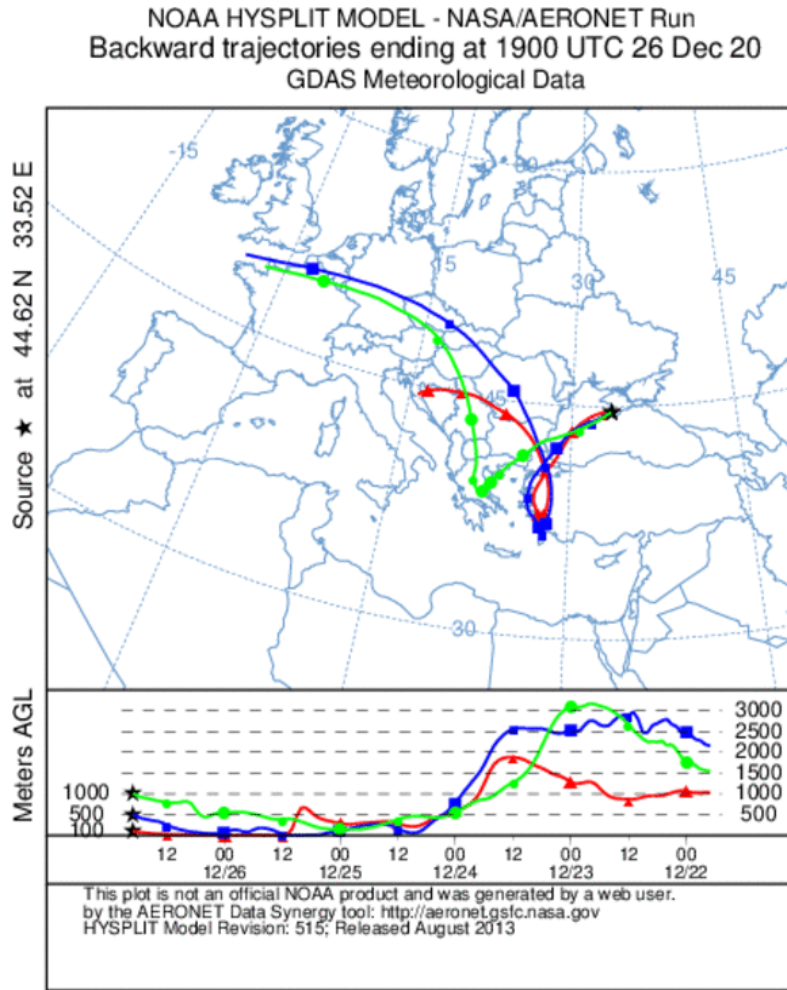 NOAA HYSPLIT MODEL - NASA/AERONET Run
Backward trajectories ending at 1900 UTC 26 Dec 20
GDAS Meteorological Data
Source ★ at 44.62 N 33.52 E
-15
15
30
45
45
30
Meters AGL
3000
2500
2000
1500
1000
500
1000
500
100
12 00 12 00 12 00 12 00 12 00
12/26 12/25 12/24 12/23 12/22
This plot is not an official NOAA product and was generated by a web user.
by the AERONET Data Synergy tool: http://aeronet.gsfc.nasa.gov
HYSPLIT Model Revision: 515; Released August 2013